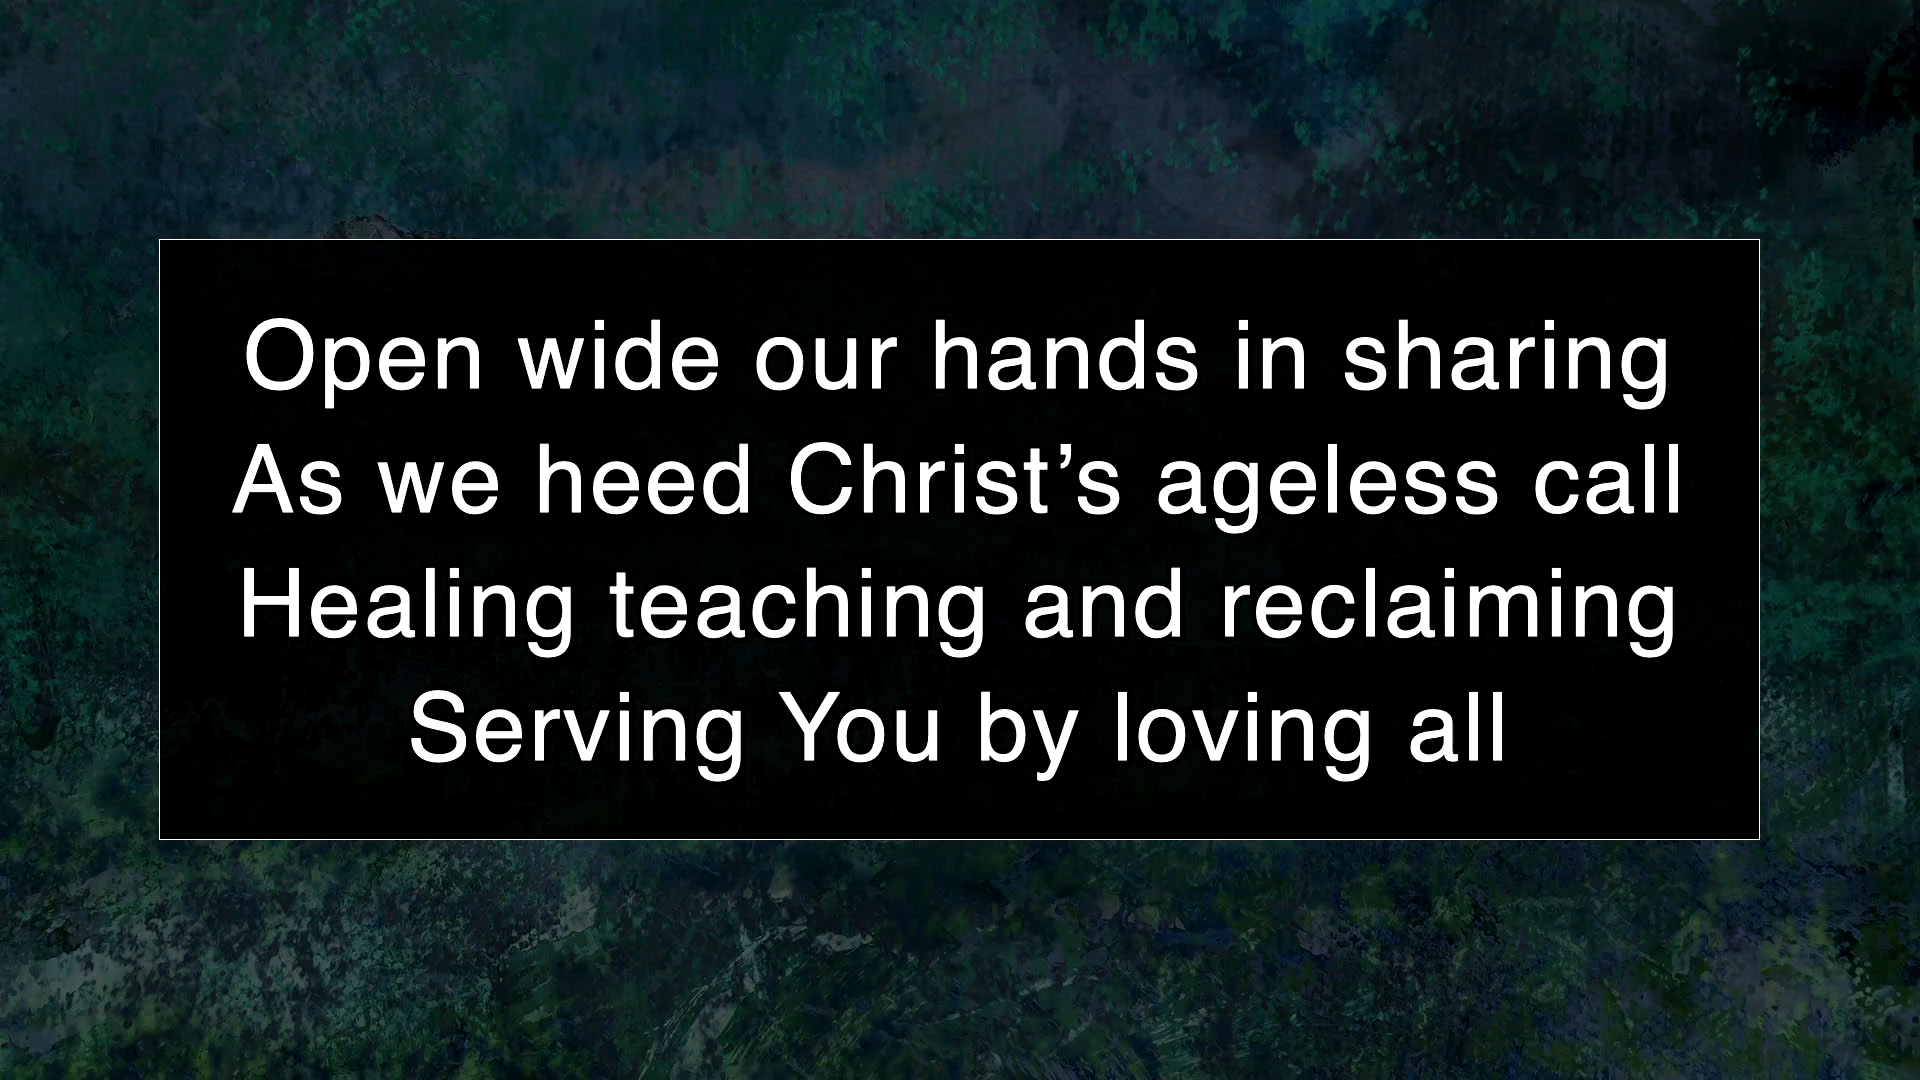 Open wide our hands in sharing
As we heed Christ’s ageless call
Healing teaching and reclaiming
Serving You by loving all